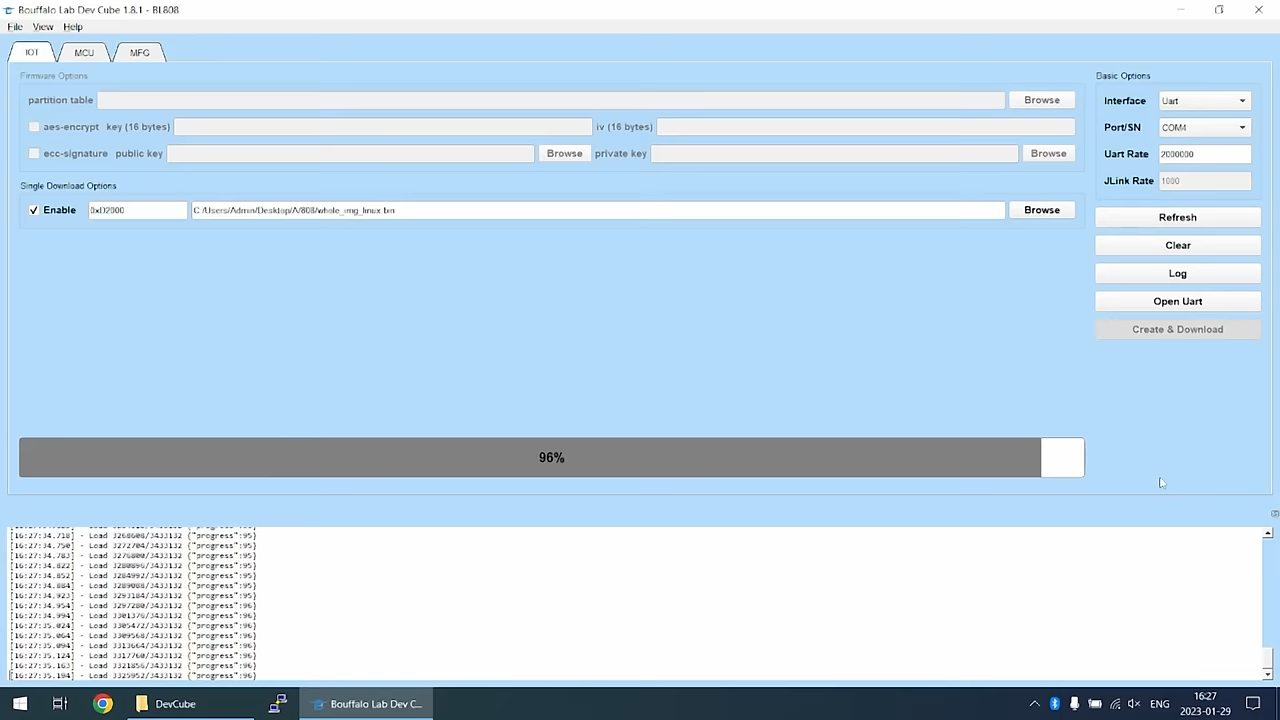 Bouffalo Lab Dev Cube 1.8.1 - BL808
File View Help
IOT MCU MFG
Firmware Options
partition table Browse
aes-encrypt key (16 bytes) iv (16 bytes)
ecc-signature public key Browse private key Browse
Single Download Options
Enable 0xD2000 C:/Users/Admin/Desktop/A/808/whole_img_linux.bin Browse
Basic Options
Interface Uart
Port/SN COM4
Uart Rate 2000000
JLink Rate 1000
Refresh
Clear
Log
Open Uart
Create & Download
96%
[16:27:34.718] - Load 3268608/3433132 {"progress":95}
[16:27:34.750] - Load 3272704/3433132 {"progress":95}
[16:27:34.783] - Load 3276800/3433132 {"progress":95}
[16:27:34.822] - Load 3280896/3433132 {"progress":95}
[16:27:34.852] - Load 3284992/3433132 {"progress":95}
[16:27:34.884] - Load 3289088/3433132 {"progress":95}
[16:27:34.923] - Load 3293184/3433132 {"progress":95}
[16:27:34.954] - Load 3297280/3433132 {"progress":96}
[16:27:34.994] - Load 3301376/3433132 {"progress":96}
[16:27:35.024] - Load 3305472/3433132 {"progress":96}
[16:27:35.064] - Load 3309568/3433132 {"progress":96}
[16:27:35.094] - Load 3313664/3433132 {"progress":96}
[16:27:35.124] - Load 3317760/3433132 {"progress":96}
[16:27:35.163] - Load 3321856/3433132 {"progress":96}
[16:27:35.194] - Load 3325952/3433132 {"progress":96}
DevCube
Bouffalo Lab Dev C...
ENG
16:27
2023-01-29